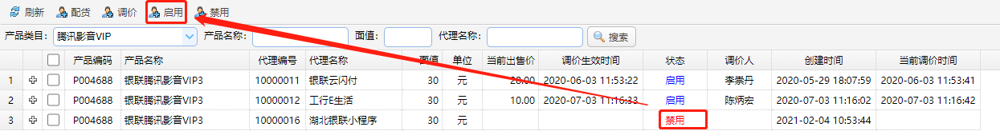 刷新 配货 调价 启用 禁用
产品类目: 腾讯影音VIP 产品名称: 面值: 代理名称: 搜索
产品编码 产品名称 代理编号 代理名称 面值 单位 当前出售价 调价生效时间 状态 调价人 创建时间 当前调价时间
1 P004688 银联腾讯影音VIP3 10000011 银联云闪付 30 元 20.00 2020-06-03 11:53:22 启用 李崇丹 2020-05-29 18:07:59 2020-06-03 11:53:41
2 P004688 银联腾讯影音VIP3 10000012 工行E生活 30 元 10.00 2020-07-03 11:16:33 启用 陈炳宏 2020-07-03 11:16:02 2020-07-03 11:16:42
3 P004688 银联腾讯影音VIP3 10000016 湖北银联小程序 30 元 禁用 2021-02-04 10:53:44